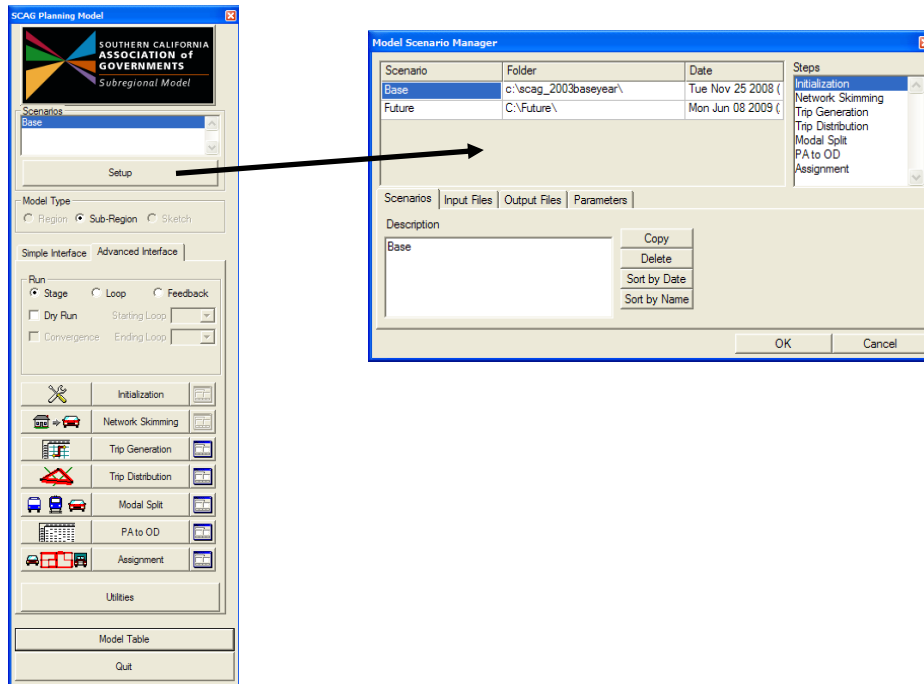 SCAG Planning Model
SOUTHERN CALIFORNIA
ASSOCIATION of
GOVERNMENTS
Subregional Model
Scenarios
Base
Setup
Model Type
Region Sub-Region Sketch
Simple Interface Advanced Interface
Run
Stage Loop Feedback
Dry Run Starting Loop
Convergence Ending Loop
Initialization
Network Skimming
Trip Generation
Trip Distribution
Modal Split
PA to OD
Assignment
Utilities
Model Table
Quit
Model Scenario Manager
Scenario Folder Date
Base c:\scag_2003baseyear\ Tue Nov 25 2008 (
Future C:\Future\ Mon Jun 08 2009 (
Steps
Initialization
Network Skimming
Trip Generation
Trip Distribution
Modal Split
PA to OD
Assignment
Scenarios Input Files Output Files Parameters
Description
Base
Copy
Delete
Sort by Date
Sort by Name
OK Cancel